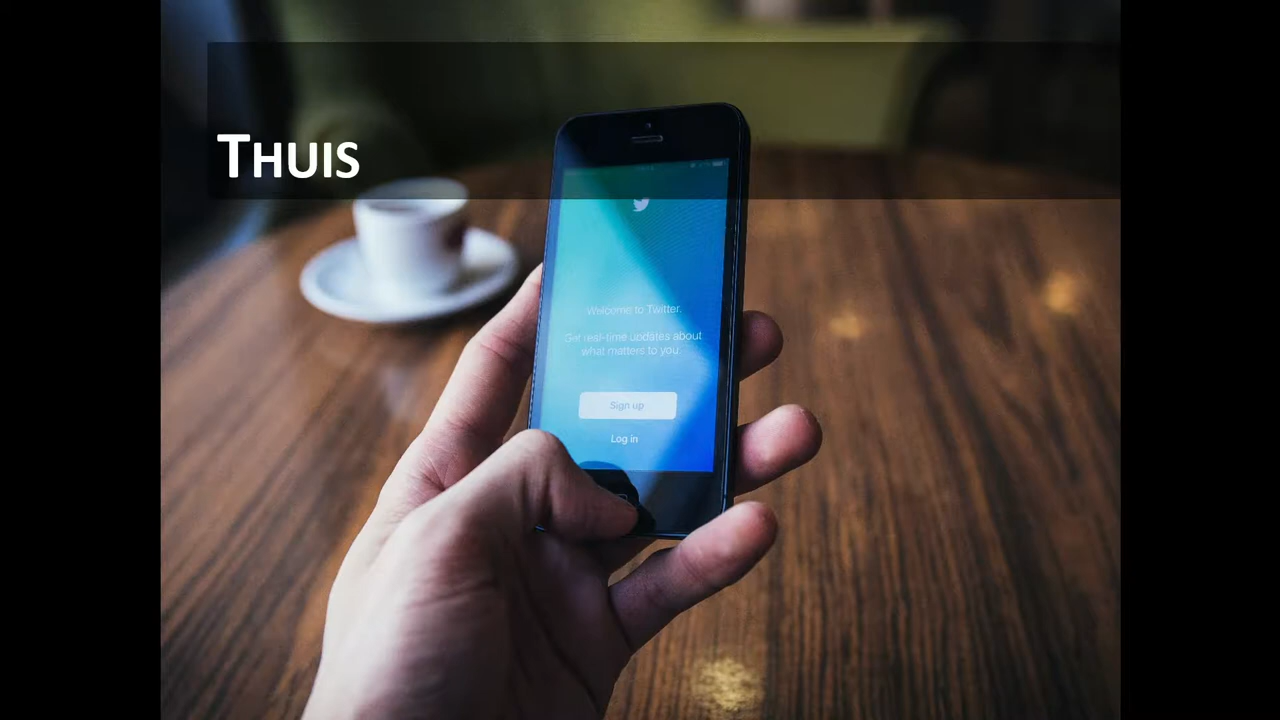 THUIS
Welcome to Twitter.
Get real-time updates about
what matters to you.
Sign up
Log in